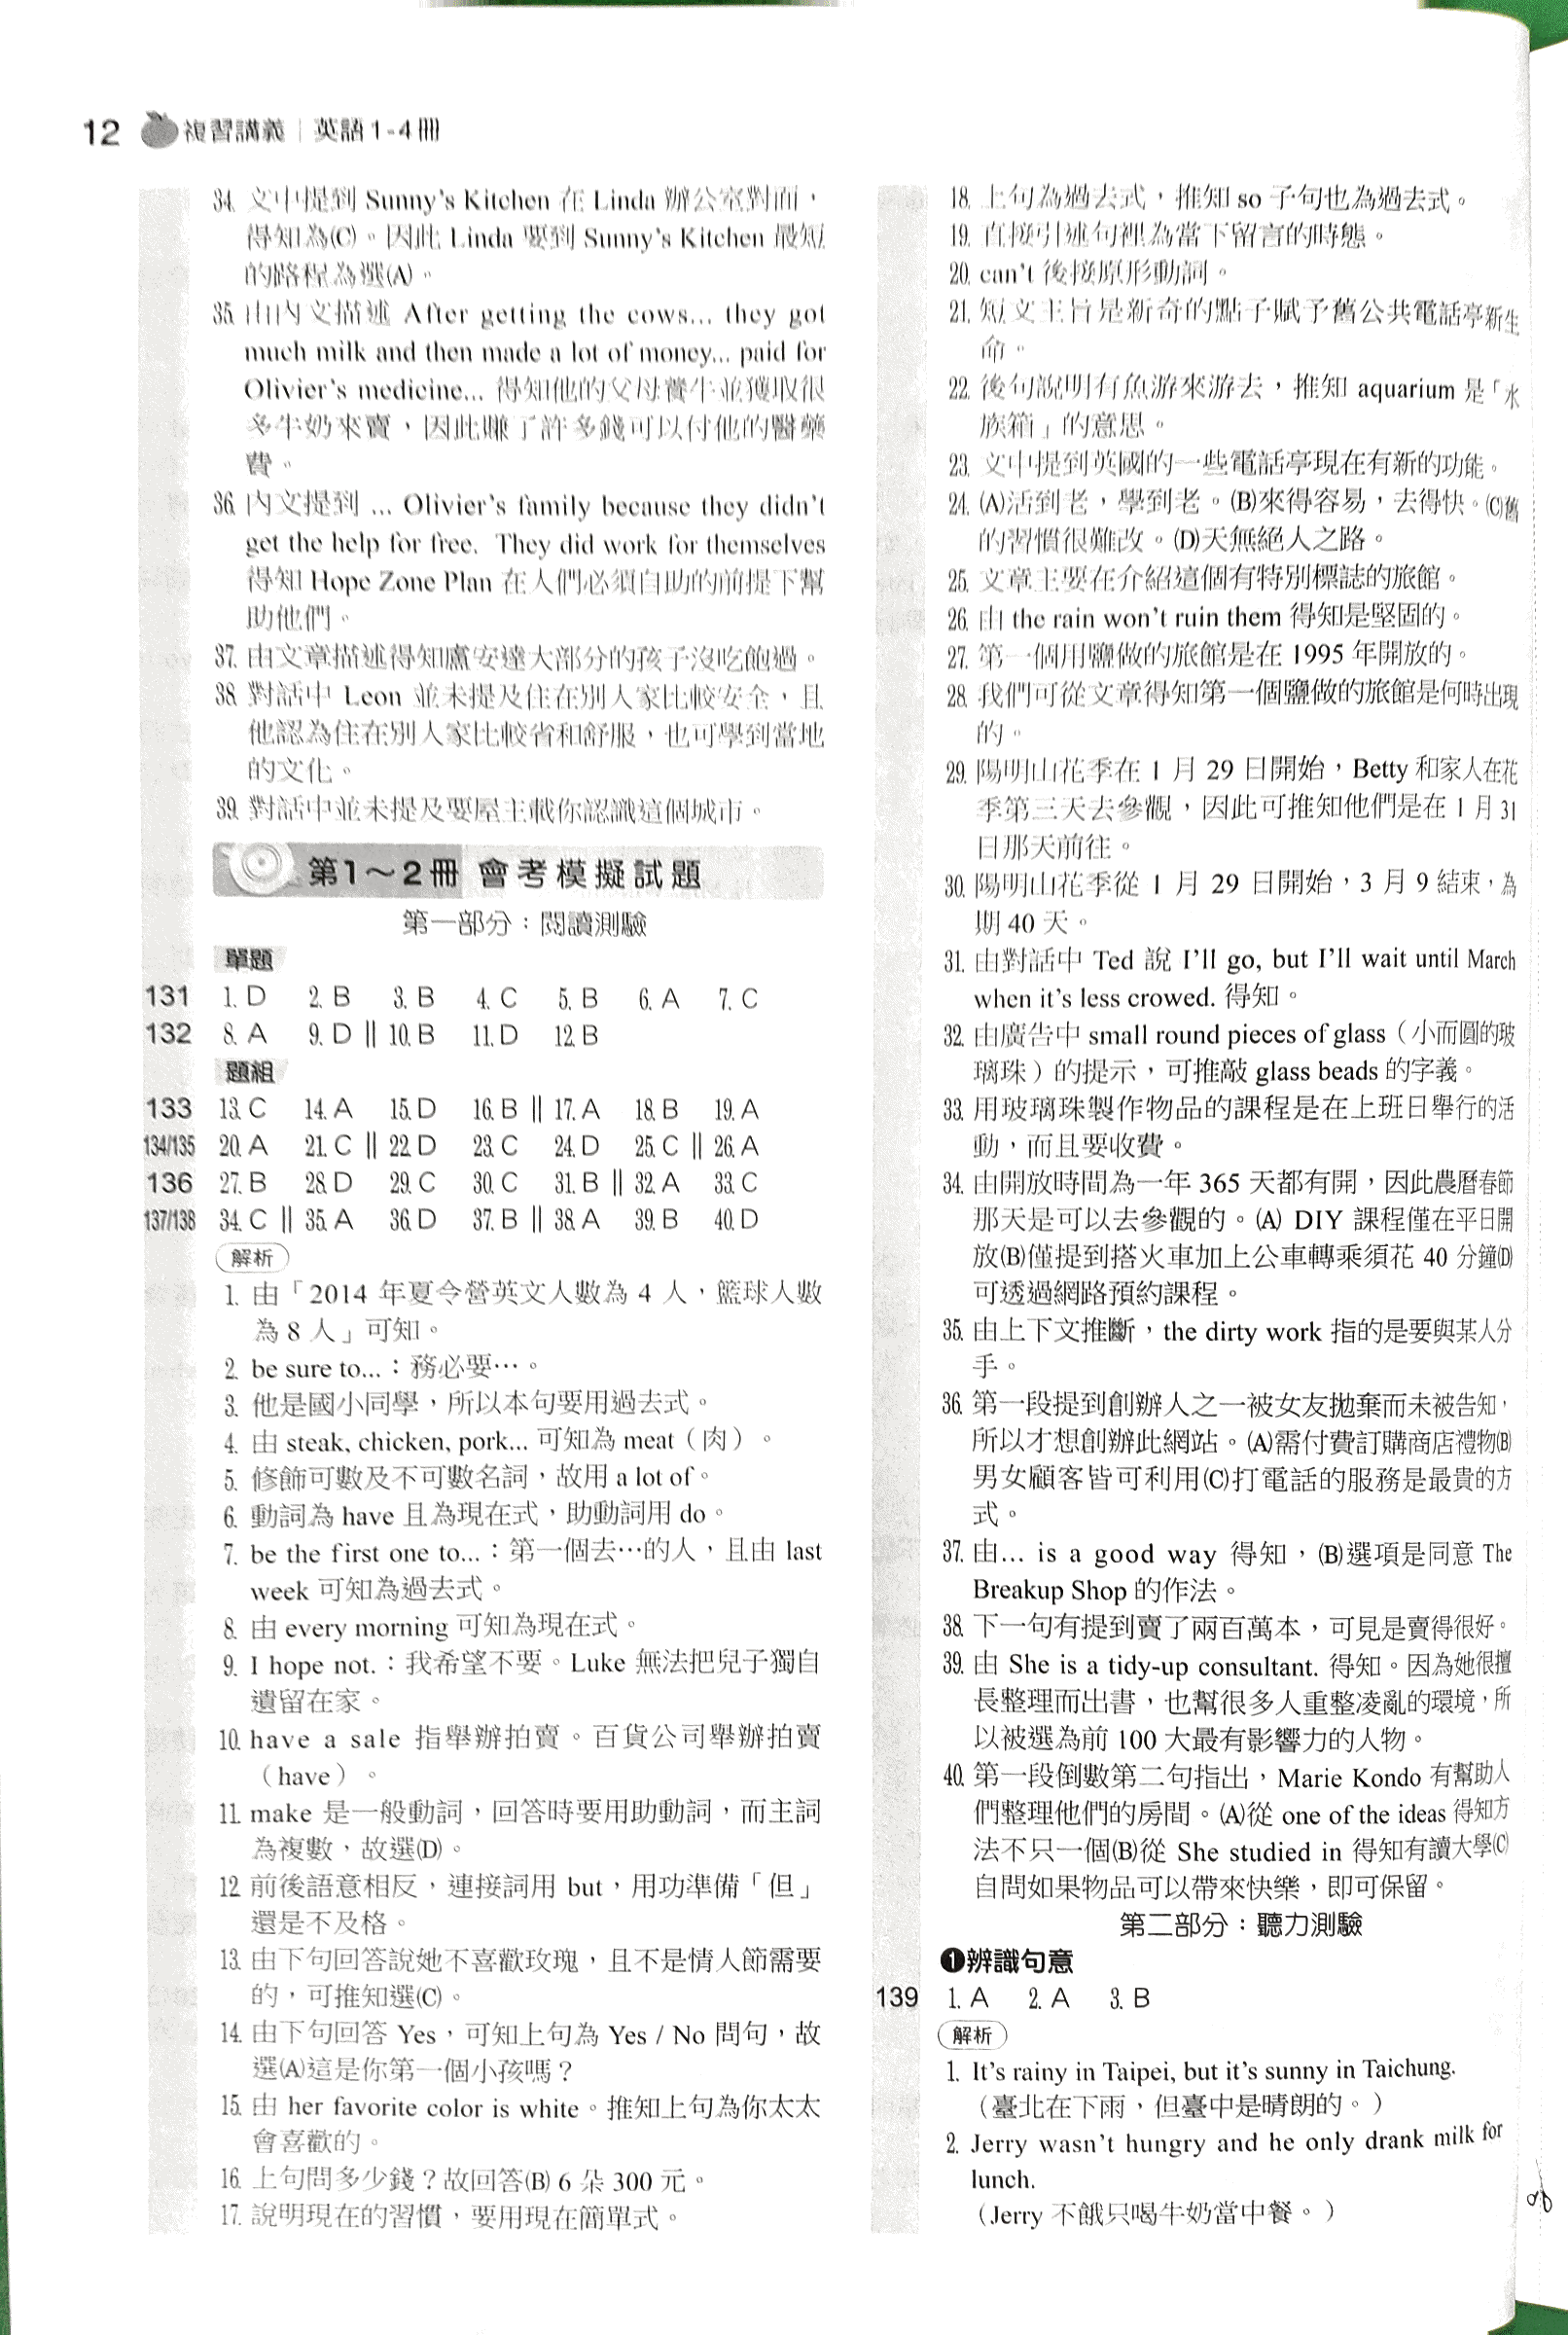 12 複習講義｜英語1-4冊
34. 文中提到 Sunny's Kitchen 在 Linda 辦公室對面，
得知為(C)。因此 Linda 要到 Sunny's Kitchen 最短
的路程為選(A)。
35. 由內文描述 After getting the cows... they got
much milk and then made a lot of money... paid for
Olivier's medicine... 得知他的父母養牛並獲取很
多牛奶來賣，因此賺了許多錢可以付他的醫藥
費。
36. 內文提到 ... Olivier's family because they didn't
get the help for free. They did work for themselves
得知 Hope Zone Plan 在人們必須自助的前提下幫
助他們。
37. 由文章描述得知盧安達大部分的孩子沒吃飽過。
38. 對話中 Leon 並未提及住在別人家比較安全，且
他認為住在別人家比較省和舒服，也可學到當地
的文化。
39. 對話中並未提及要屋主載你認識這個城市。
第1～2冊 會考模擬試題
第一部分：閱讀測驗
單題
131 1. D 2. B 3. B 4. C 5. B 6. A 7. C
132 8. A 9. D ‖ 10. B 11. D 12. B
題組
133 13. C 14. A 15. D 16. B ‖ 17. A 18. B 19. A
134/135 20. A 21. C ‖ 22. D 23. C 24. D 25. C ‖ 26. A
136 27. B 28. D 29. C 30. C 31. B ‖ 32. A 33. C
137/138 34. C ‖ 35. A 36. D 37. B ‖ 38. A 39. B 40. D
解析
1. 由「2014 年夏令營英文人數為 4 人，籃球人數
為 8 人」可知。
2. be sure to...：務必要…。
3. 他是國小同學，所以本句要用過去式。
4. 由 steak, chicken, pork... 可知為 meat（肉）。
5. 修飾可數及不可數名詞，故用 a lot of。
6. 動詞為 have 且為現在式，助動詞用 do。
7. be the first one to...：第一個去…的人，且由 last
week 可知為過去式。
8. 由 every morning 可知為現在式。
9. I hope not.：我希望不要。Luke 無法把兒子獨自
遺留在家。
10. have a sale 指舉辦拍賣。百貨公司舉辦拍賣
（have）。
11. make 是一般動詞，回答時要用助動詞，而主詞
為複數，故選(D)。
12. 前後語意相反，連接詞用 but，用功準備「但」
還是不及格。
13. 由下句回答說她不喜歡玫瑰，且不是情人節需要
的，可推知選(C)。
14. 由下句回答 Yes，可知上句為 Yes / No 問句，故
選(A)這是你第一個小孩嗎？
15. 由 her favorite color is white。推知上句為你太太
會喜歡的。
16. 上句問多少錢？故回答(B) 6 朵 300 元。
17. 說明現在的習慣，要用現在簡單式。
18. 上句為過去式，推知 so 子句也為過去式。
19. 直接引述句裡為當下留言的時態。
20. can't 後接原形動詞。
21. 短文主旨是新奇的點子賦予舊公共電話亭新生
命。
22. 後句說明有魚游來游去，推知 aquarium 是「水
族箱」的意思。
23. 文中提到英國的一些電話亭現在有新的功能。
24. (A)活到老，學到老。(B)來得容易，去得快。(C)舊
的習慣很難改。(D)天無絕人之路。
25. 文章主要在介紹這個有特別標誌的旅館。
26. 由 the rain won't ruin them 得知是堅固的。
27. 第一個用鹽做的旅館是在 1995 年開放的。
28. 我們可從文章得知第一個鹽做的旅館是何時出現
的。
29. 陽明山花季在 1 月 29 日開始，Betty 和家人在花
季第三天去參觀，因此可推知他們是在 1 月 31
日那天前往。
30. 陽明山花季從 1 月 29 日開始，3 月 9 結束，為
期 40 天。
31. 由對話中 Ted 說 I'll go, but I'll wait until March
when it's less crowed. 得知。
32. 由廣告中 small round pieces of glass（小而圓的玻
璃珠）的提示，可推敲 glass beads 的字義。
33. 用玻璃珠製作物品的課程是在上班日舉行的活
動，而且要收費。
34. 由開放時間為一年 365 天都有開，因此農曆春節
那天是可以去參觀的。(A) DIY 課程僅在平日開
放(B)僅提到搭火車加上公車轉乘須花 40 分鐘(D)
可透過網路預約課程。
35. 由上下文推斷，the dirty work 指的是要與某人分
手。
36. 第一段提到創辦人之一被女友拋棄而未被告知，
所以才想創辦此網站。(A)需付費訂購商店禮物(B)
男女顧客皆可利用(C)打電話的服務是最貴的方
式。
37. 由... is a good way 得知，(B)選項是同意 The
Breakup Shop 的作法。
38. 下一句有提到賣了兩百萬本，可見是賣得很好。
39. 由 She is a tidy-up consultant. 得知。因為她很擅
長整理而出書，也幫很多人重整凌亂的環境，所
以被選為前 100 大最有影響力的人物。
40. 第一段倒數第二句指出，Marie Kondo 有幫助人
們整理他們的房間。(A)從 one of the ideas 得知方
法不只一個(B)從 She studied in 得知有讀大學(C)
自問如果物品可以帶來快樂，即可保留。
第二部分：聽力測驗
❶辨識句意
139 1. A 2. A 3. B
解析
1. It's rainy in Taipei, but it's sunny in Taichung.
（臺北在下雨，但臺中是晴朗的。）
2. Jerry wasn't hungry and he only drank milk for
lunch.
（Jerry 不餓只喝牛奶當中餐。）